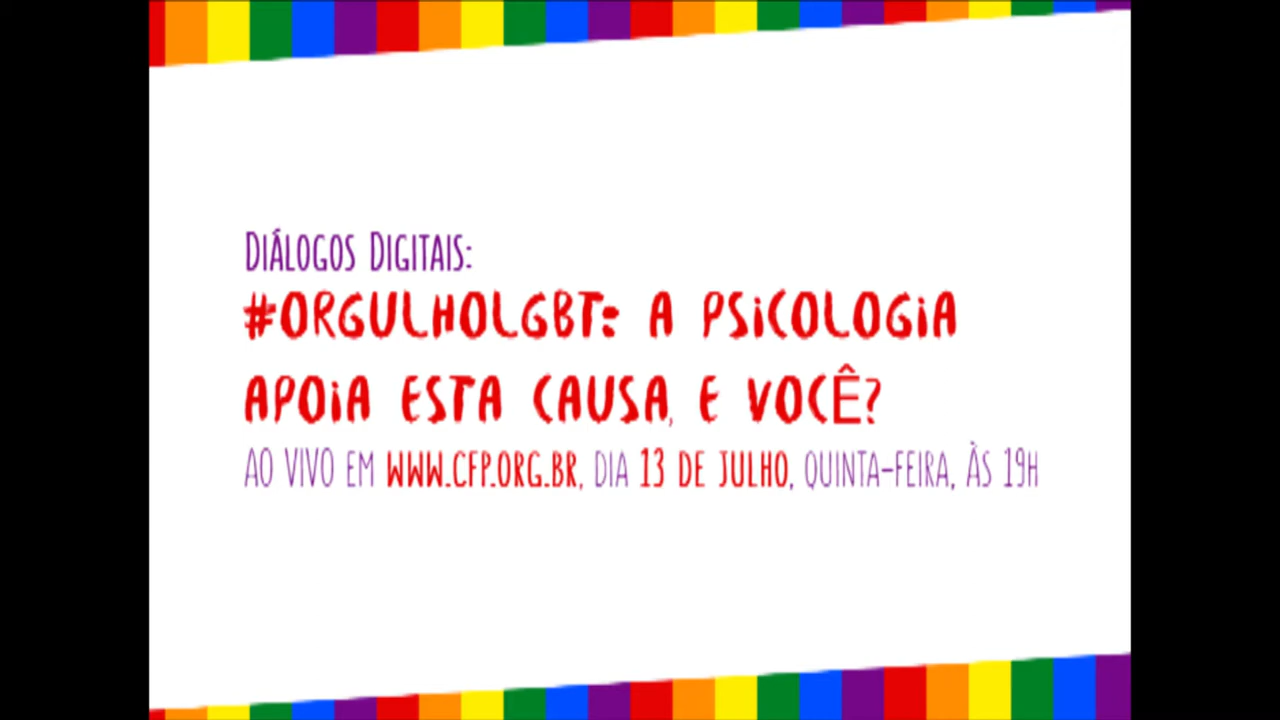 DIÁLOGOS DIGITAIS:
#ORGULHOLGBT: A PSICOLOGIA
APOIA ESTA CAUSA, E VOCÊ?
AO VIVO EM WWW.CFP.ORG.BR, DIA 13 DE JULHO, QUINTA-FEIRA, ÀS 19H